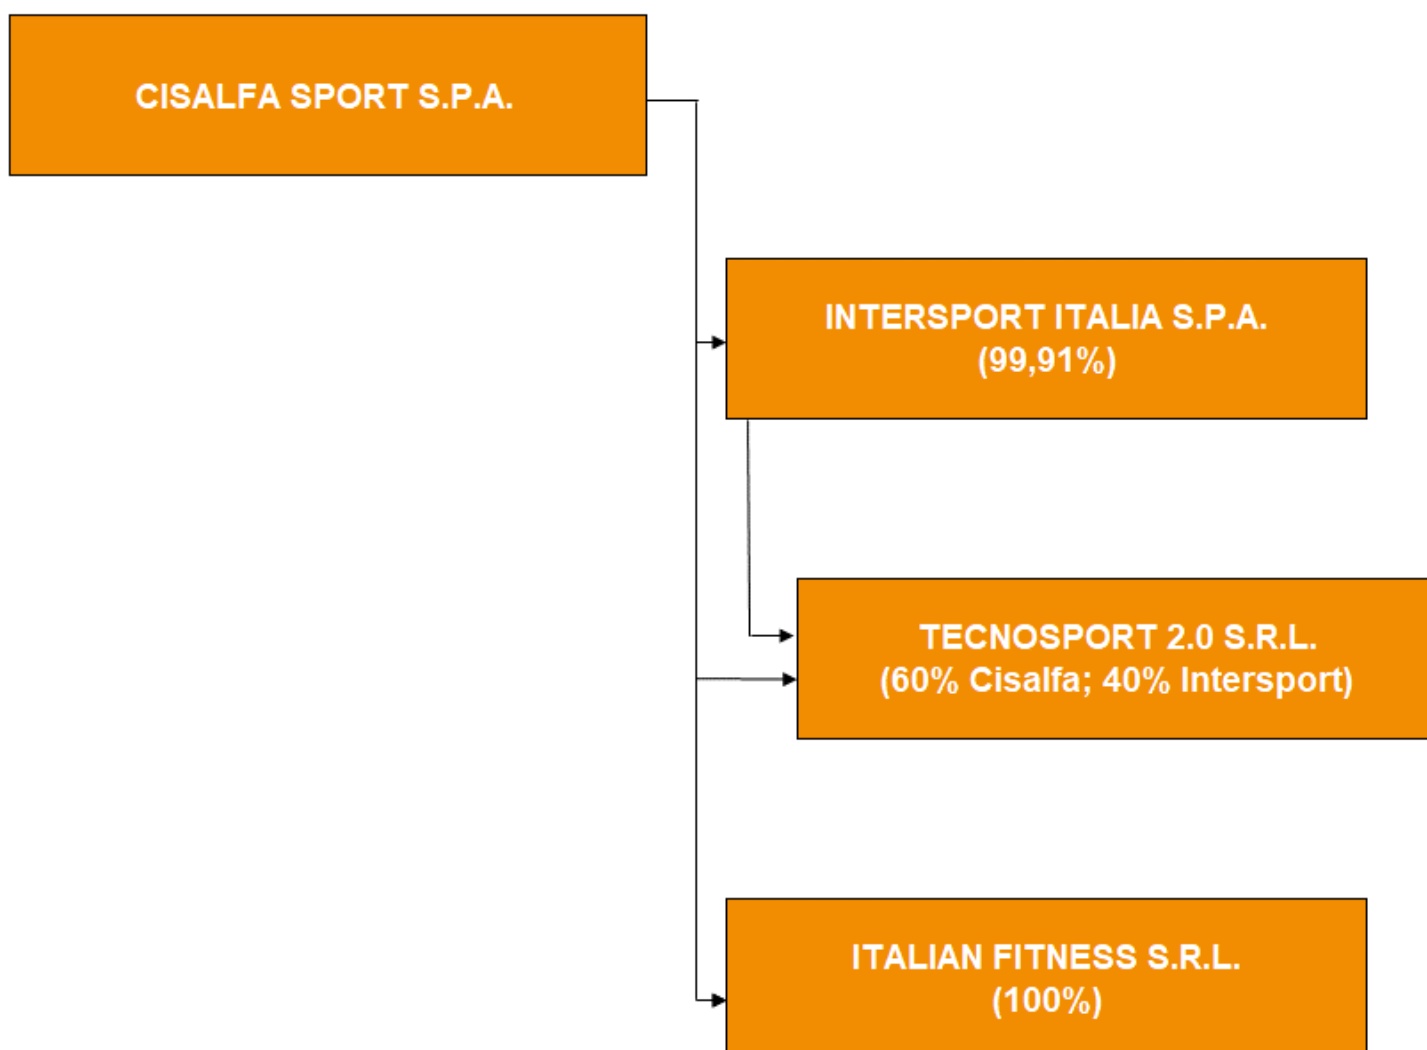 CISALFA SPORT S.P.A.
INTERSPORT ITALIA S.P.A.
(99,91%)
TECNOSPORT 2.0 S.R.L.
(60% Cisalfa; 40% Intersport)
ITALIAN FITNESS S.R.L.
(100%)